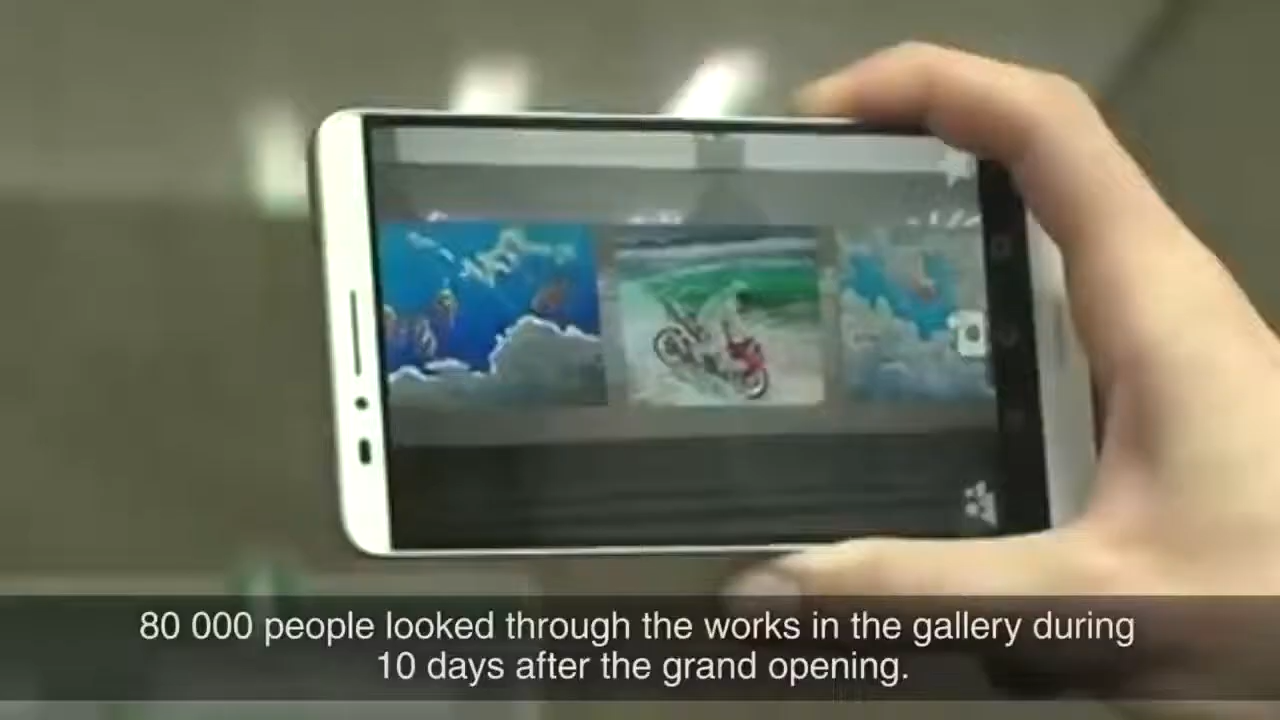 80 000 people looked through the works in the gallery during
10 days after the grand opening.